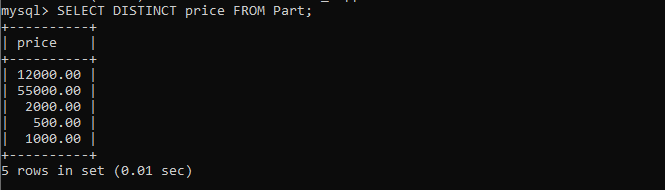 mysql> SELECT DISTINCT price FROM Part;
+----------+
| price    |
+----------+
| 12000.00 |
| 55000.00 |
|  2000.00 |
|   500.00 |
|  1000.00 |
+----------+
5 rows in set (0.01 sec)